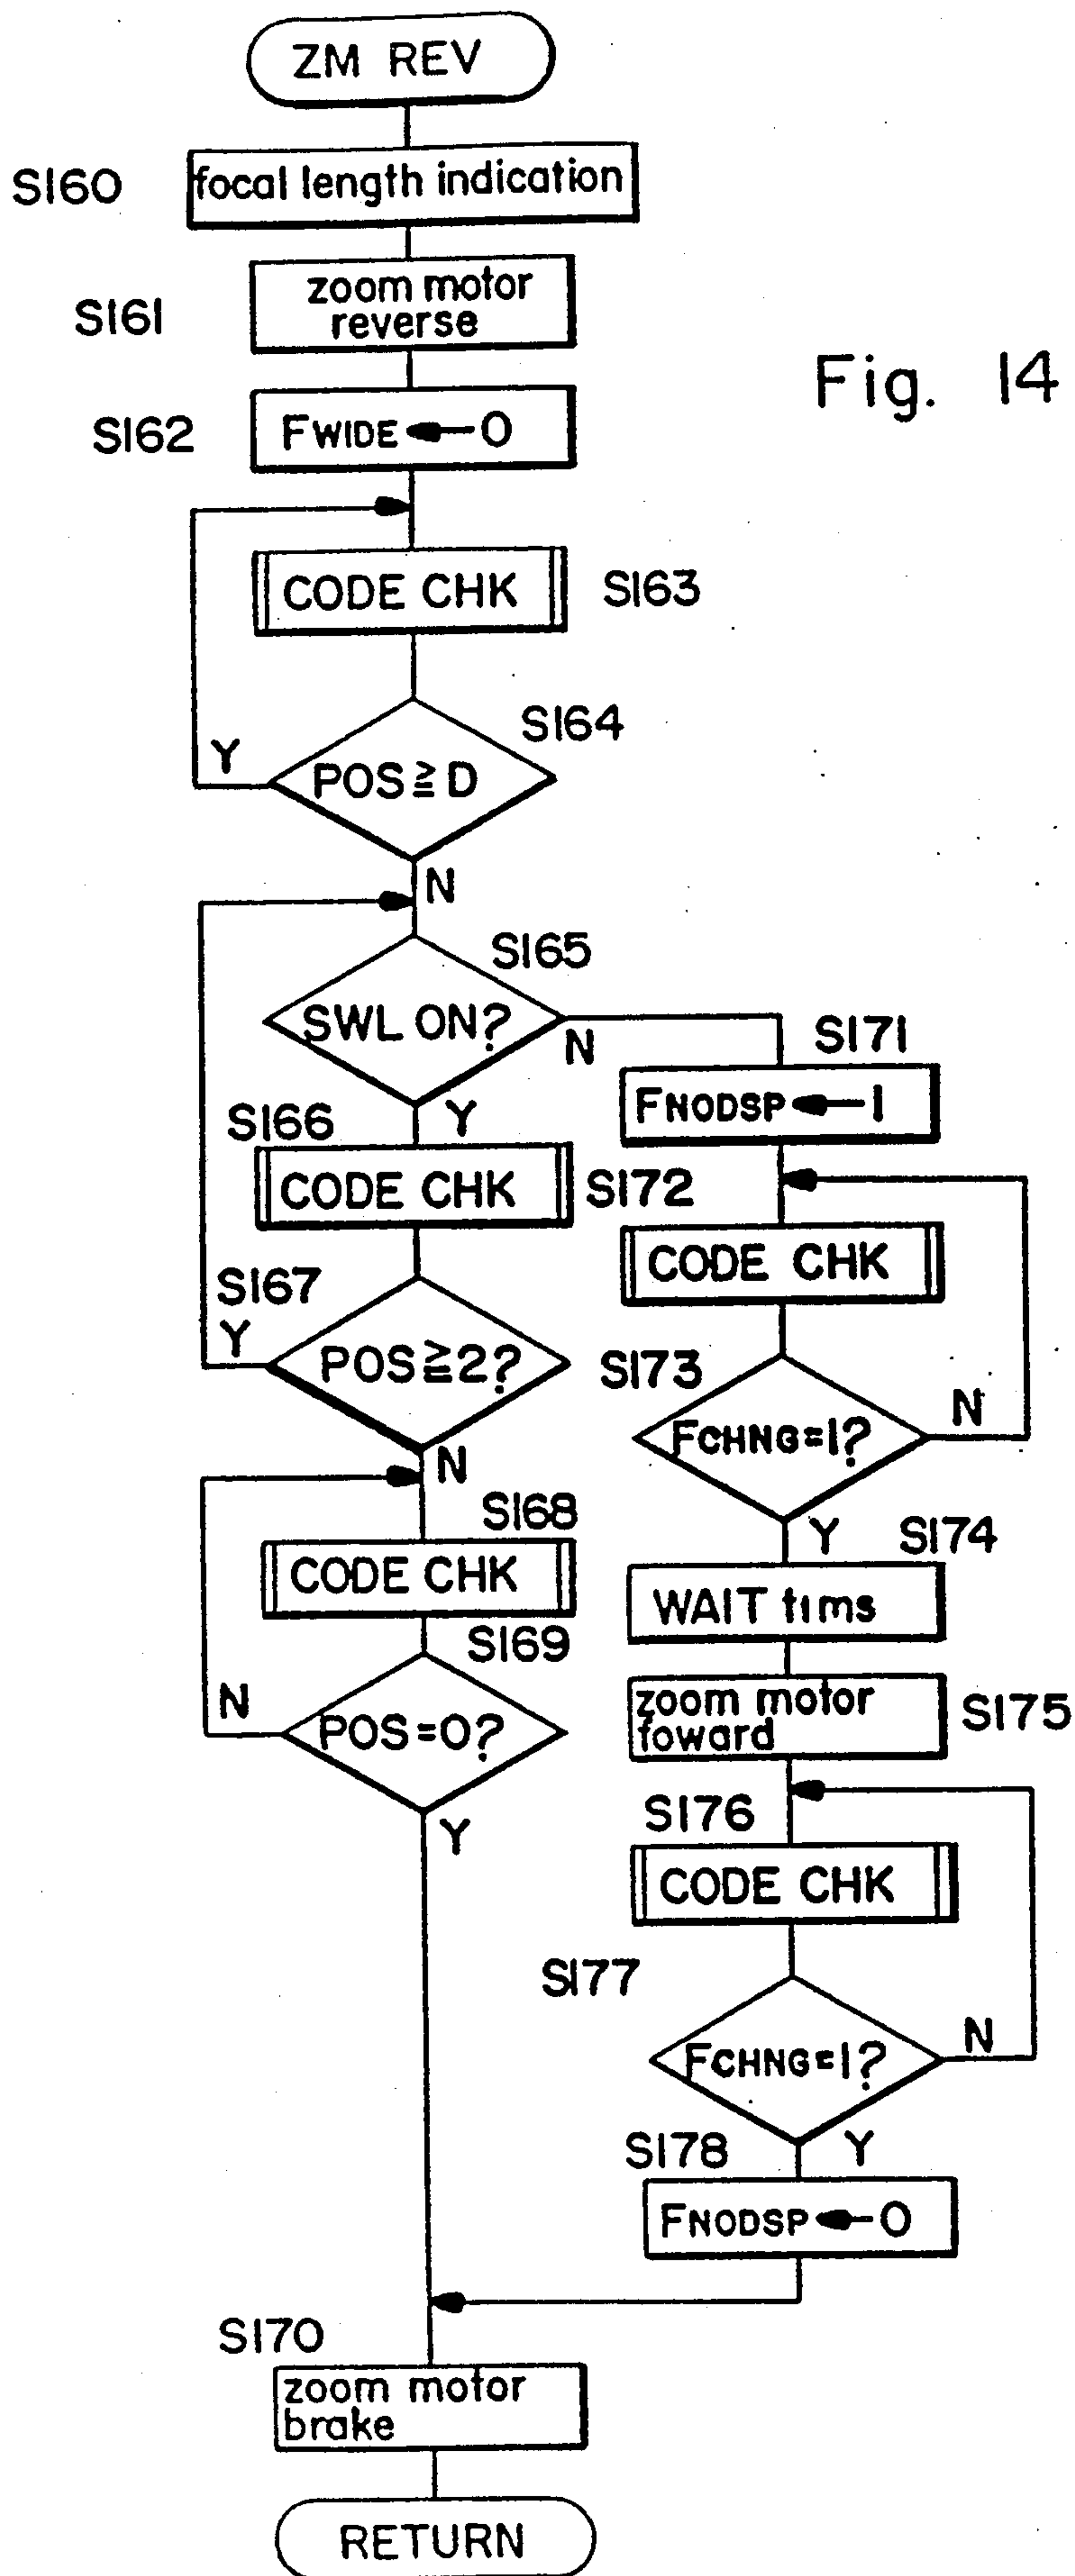 ZM REV
S160
focal length indication
S161
zoom motor
reverse
Fig. 14
S162
FWIDE ← 0
CODE CHK
S163
S164
Y
POS ≧ D
N
S165
SWL ON?
N
S171
FNODSP ← 1
Y
S166
CODE CHK
S172
CODE CHK
S167
Y
POS ≧ 2?
S173
FCHNG=1?
N
N
S168
CODE CHK
Y
S174
WAIT t1ms
S169
N
POS=0?
zoom motor
foward
S175
Y
S176
CODE CHK
S177
FCHNG=1?
N
Y
S178
FNODSP ← 0
S170
zoom motor
brake
RETURN